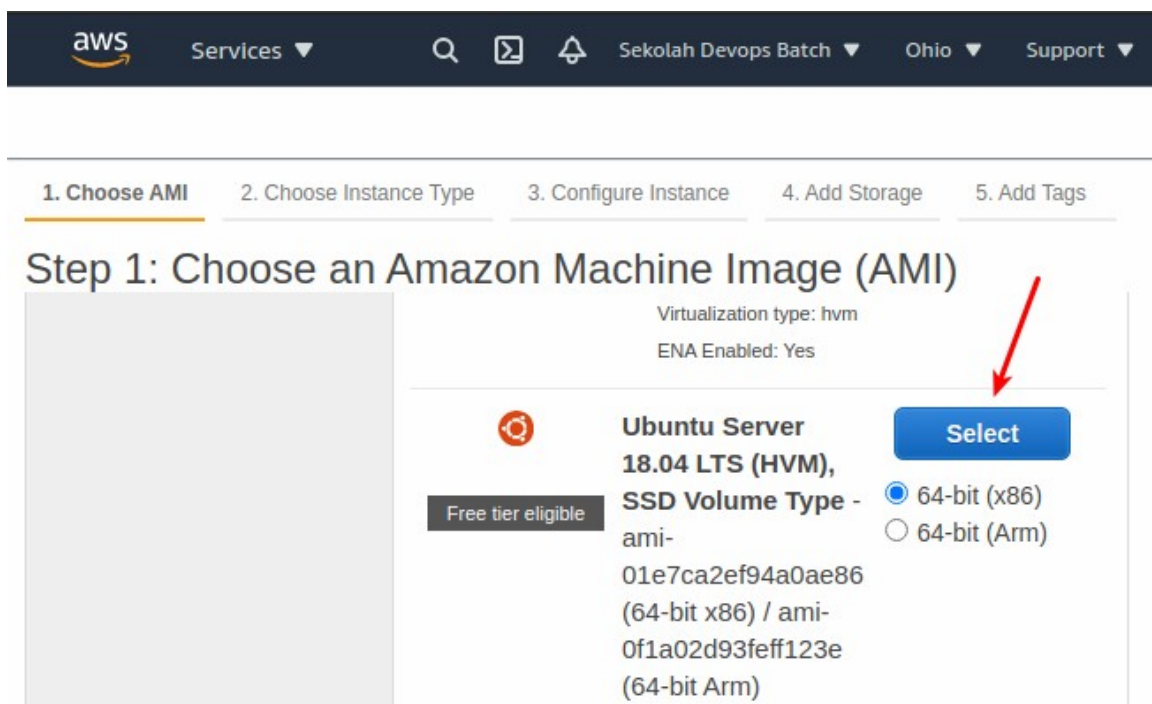 aws Services ▼ Sekolah Devops Batch ▼ Ohio ▼ Support ▼
1. Choose AMI 2. Choose Instance Type 3. Configure Instance 4. Add Storage 5. Add Tags
Step 1: Choose an Amazon Machine Image (AMI)
Virtualization type: hvm
ENA Enabled: Yes
Free tier eligible
Ubuntu Server
18.04 LTS (HVM),
SSD Volume Type -
ami-
01e7ca2ef94a0ae86
(64-bit x86) / ami-
0f1a02d93feff123e
(64-bit Arm)
Select
64-bit (x86)
64-bit (Arm)